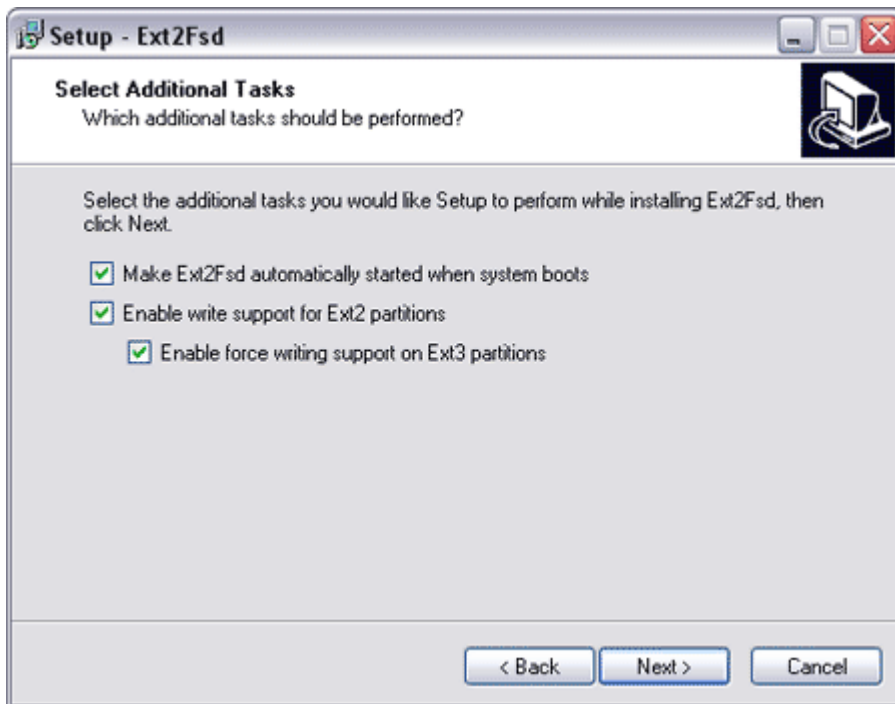 Setup - Ext2Fsd
Select Additional Tasks
Which additional tasks should be performed?
Select the additional tasks you would like Setup to perform while installing Ext2Fsd, then
click Next.
Make Ext2Fsd automatically started when system boots
Enable write support for Ext2 partitions
Enable force writing support on Ext3 partitions
< Back Next > Cancel